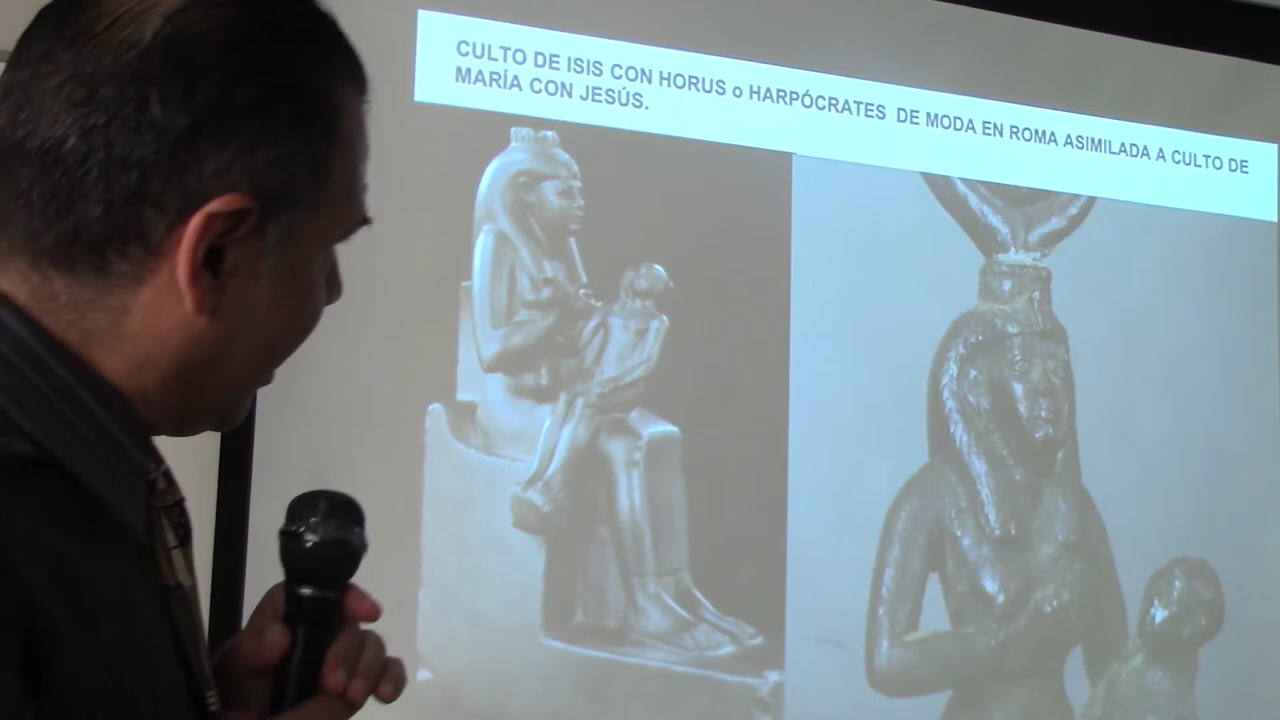 CULTO DE ISIS CON HORUS o HARPÓCRATES DE MODA EN ROMA ASIMILADA A CULTO DE
MARÍA CON JESÚS.